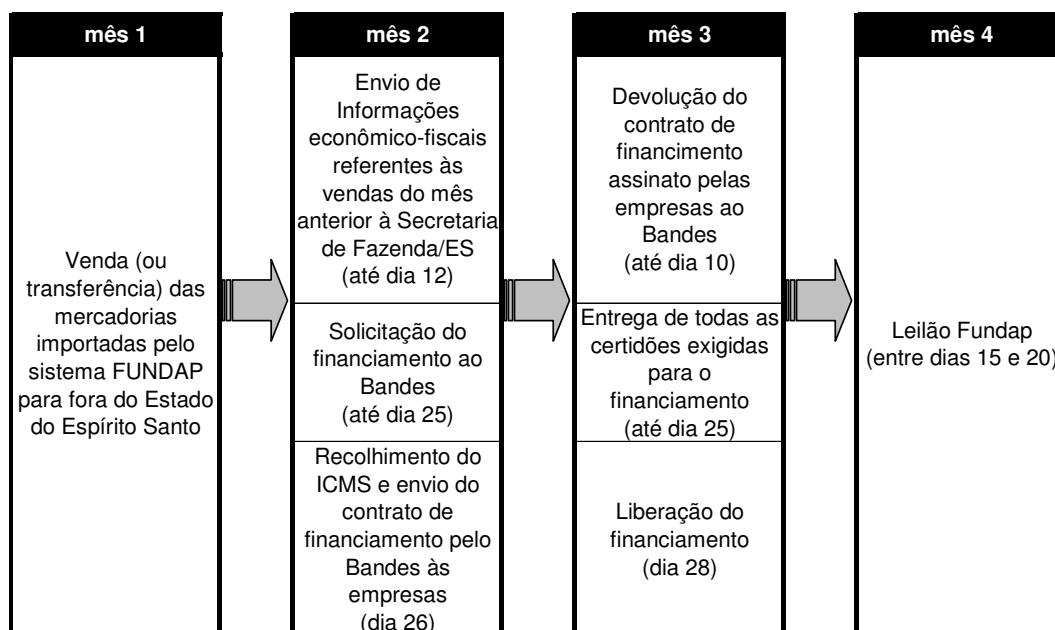 mês 1
Venda (ou
transferência) das
mercadorias
importadas pelo
sistema FUNDAP
para fora do Estado
do Espírito Santo
mês 2
Envio de
Informações
econômico-fiscais
referentes às
vendas do mês
anterior à Secretaria
de Fazenda/ES
(até dia 12)
Solicitação do
financiamento ao
Bandes
(até dia 25)
Recolhimento do
ICMS e envio do
contrato de
financiamento pelo
Bandes às
empresas
(dia 26)
mês 3
Devolução do
contrato de
financimento
assinato pelas
empresas ao
Bandes
(até dia 10)
Entrega de todas as
certidões exigidas
para o
financiamento
(até dia 25)
Liberação do
financiamento
(dia 28)
mês 4
Leilão Fundap
(entre dias 15 e 20)